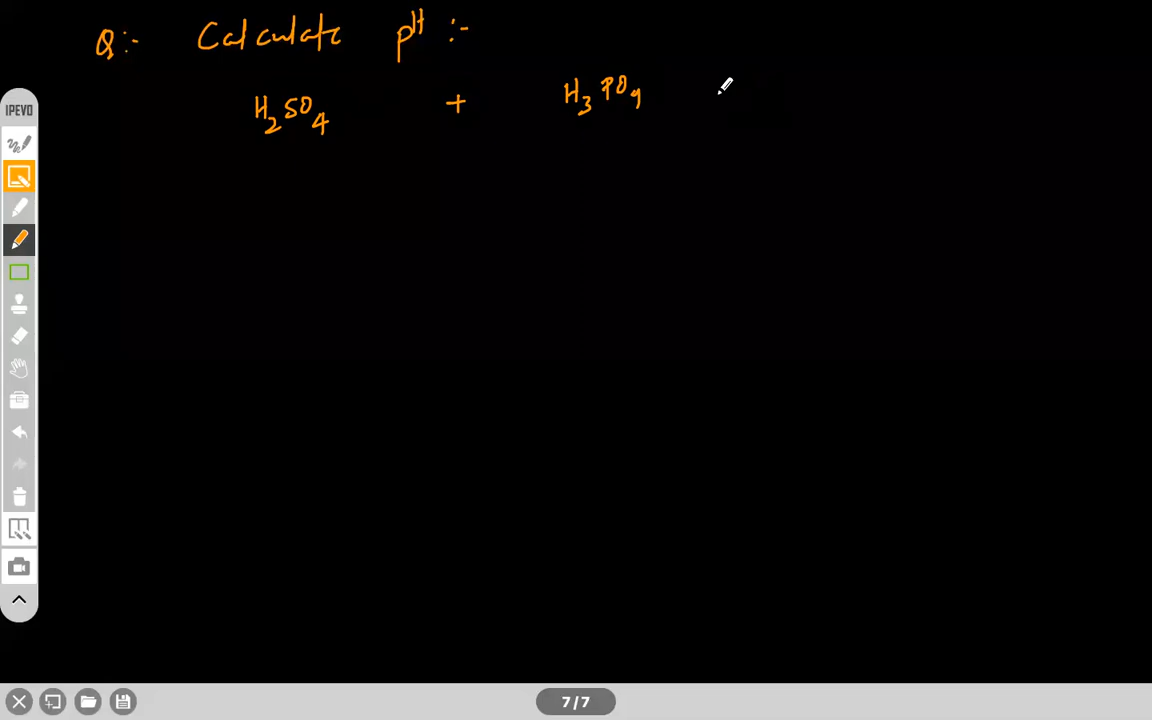 Q:- Calculate pH :-
H2SO4 + H3PO4
IPEVO
7/7